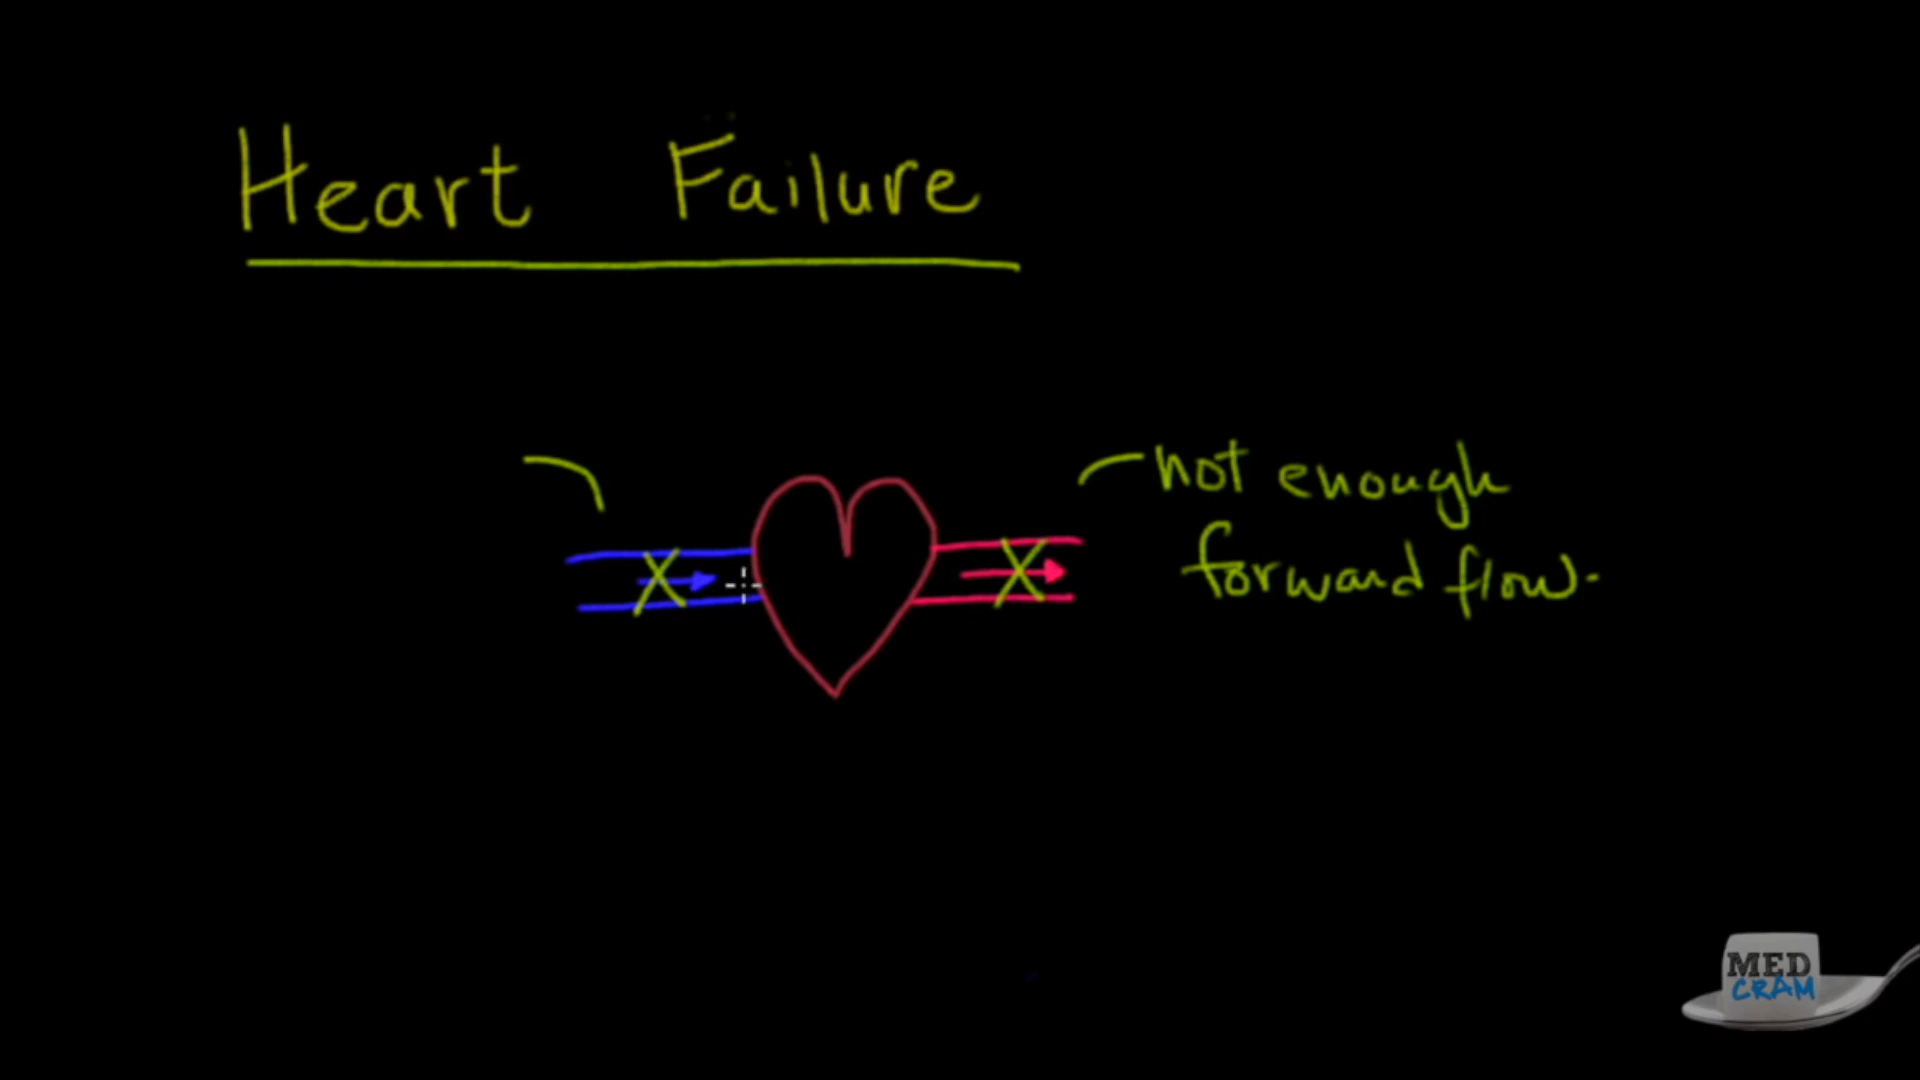 Heart Failure
not enough
forward flow.
X
X
MED
CRAM